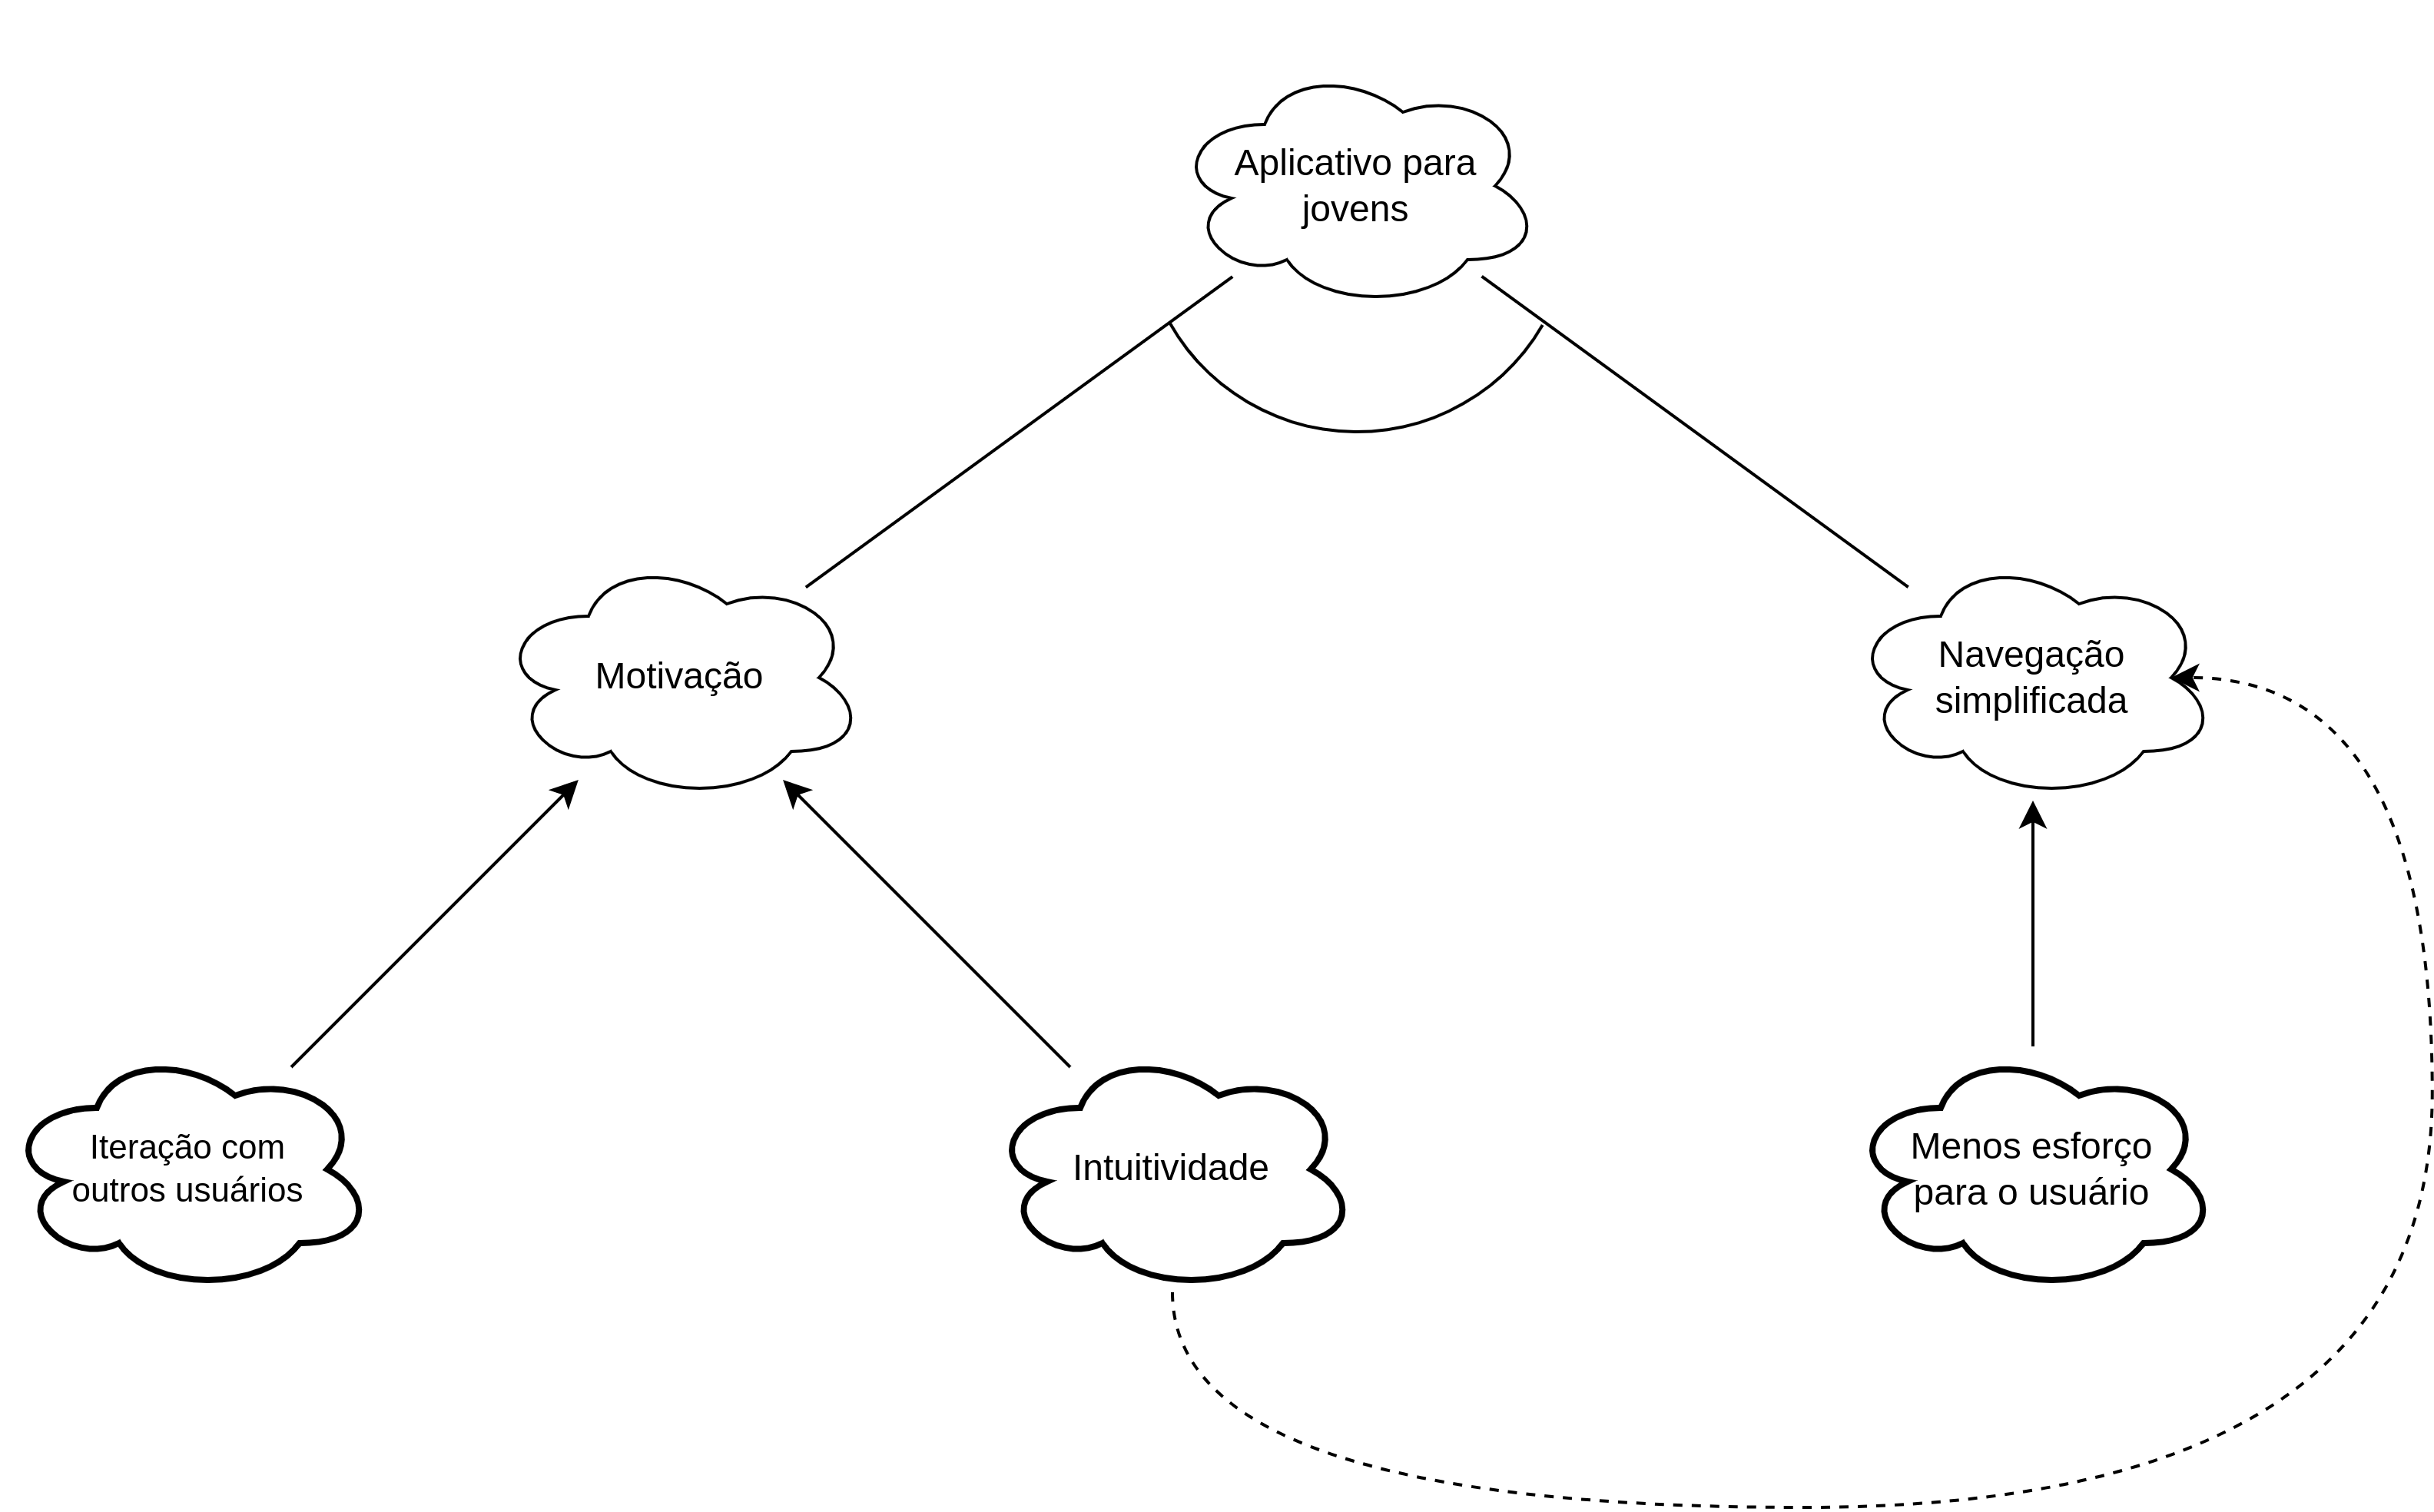 Aplicativo para
jovens
Motivação
Navegação
simplificada
Iteração com
outros usuários
Intuitividade
Menos esforço
para o usuário